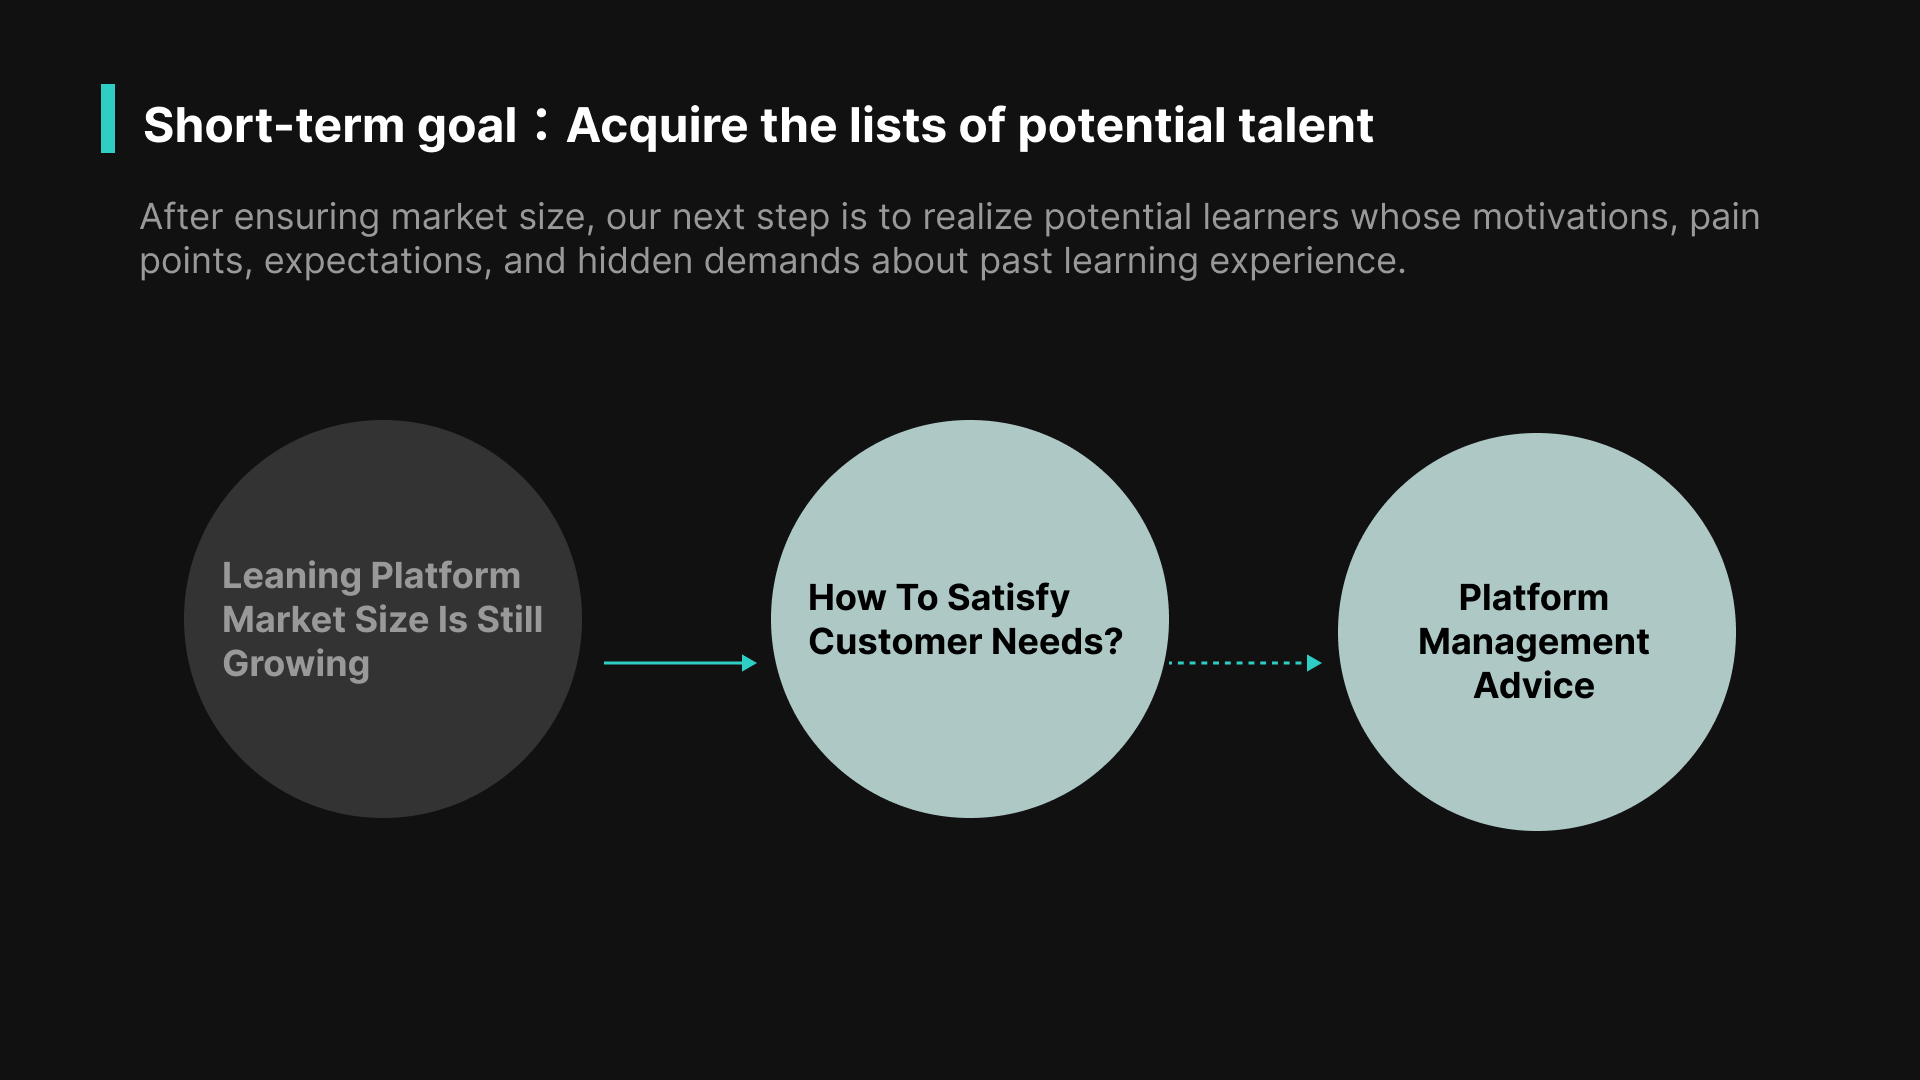 Short-term goal：Acquire the lists of potential talent
After ensuring market size, our next step is to realize potential learners whose motivations, pain
points, expectations, and hidden demands about past learning experience.
Leaning Platform
Market Size Is Still
Growing
How To Satisfy
Customer Needs?
Platform
Management
Advice